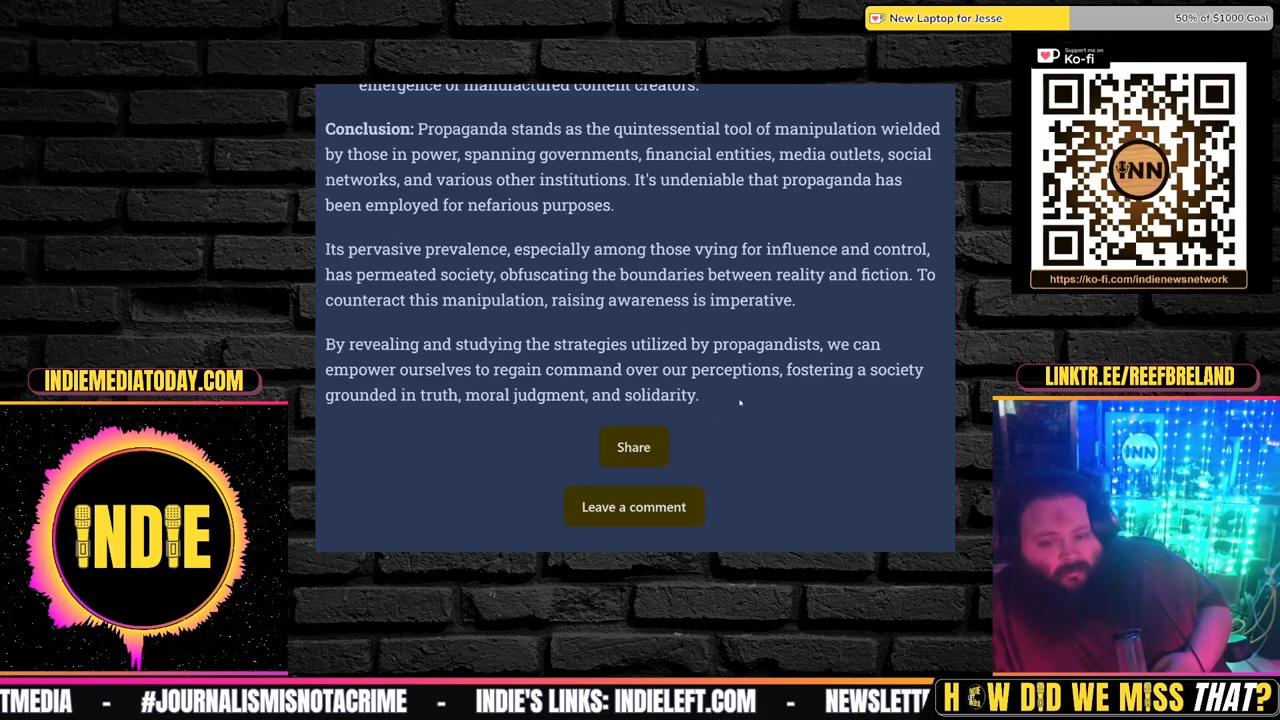 New Laptop for Jesse
50% of $1000 Goal
Support me on
Ko-fi
INN
https://ko-fi.com/indienewsnetwork
emergence of manufactured content creators.
Conclusion: Propaganda stands as the quintessential tool of manipulation wielded
by those in power, spanning governments, financial entities, media outlets, social
networks, and various other institutions. It's undeniable that propaganda has
been employed for nefarious purposes.
Its pervasive prevalence, especially among those vying for influence and control,
has permeated society, obfuscating the boundaries between reality and fiction. To
counteract this manipulation, raising awareness is imperative.
By revealing and studying the strategies utilized by propagandists, we can
empower ourselves to regain command over our perceptions, fostering a society
grounded in truth, moral judgment, and solidarity.
Share
Leave a comment
INDIEMEDIATODAY.COM
INDIE
LINKTR.EE/REEFBRELAND
INN
TMEDIA - #JOURNALISMISNOTACRIME - INDIE'S LINKS: INDIELEFT.COM - NEWSLETT
HOW DID WE MISS THAT?